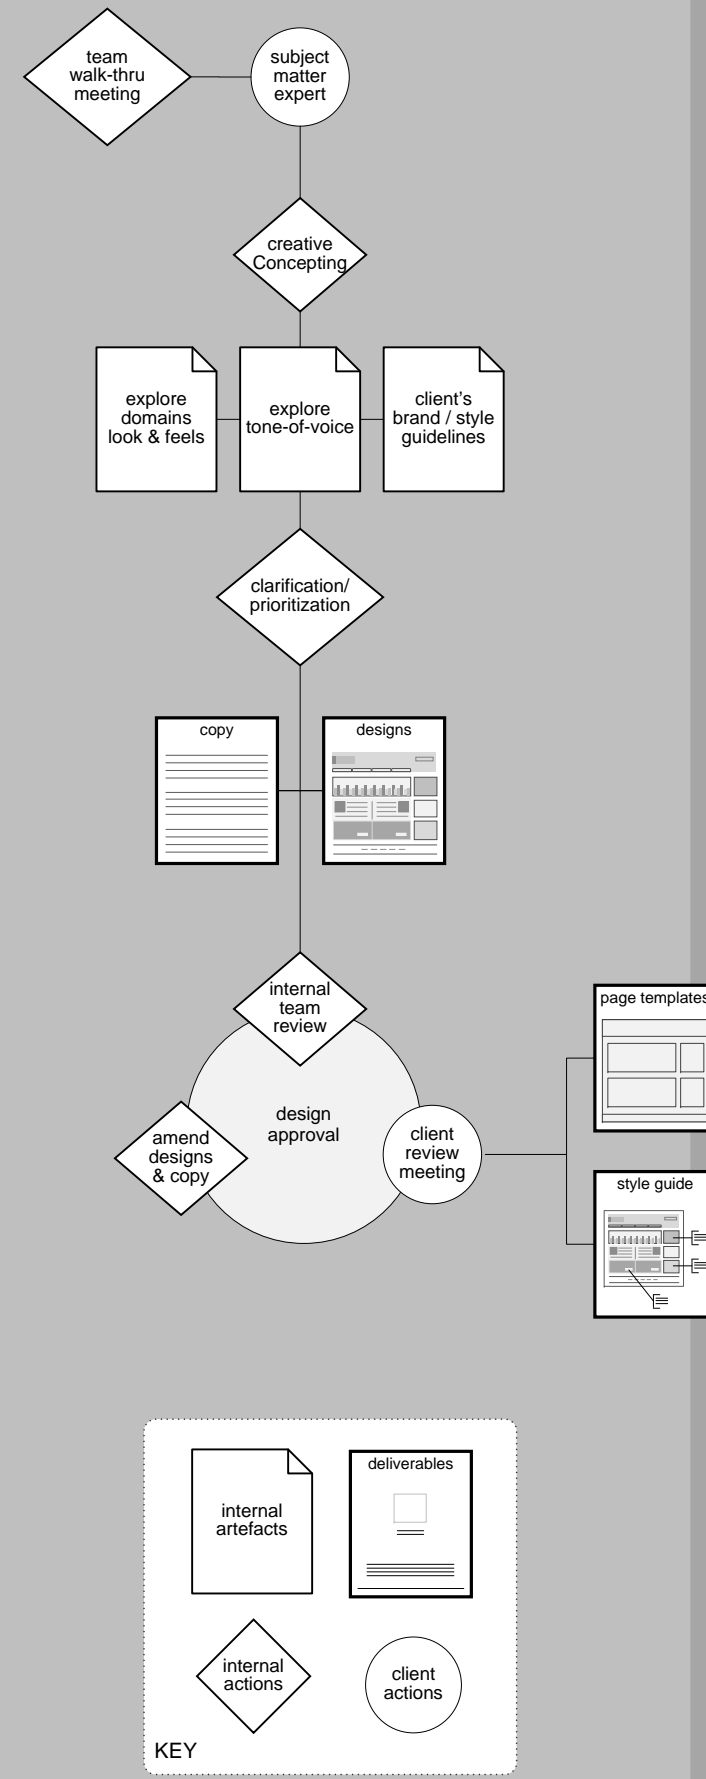 team
walk-thru
meeting
subject
matter
expert
creative
Concepting
explore
domains
look & feels
explore
tone-of-voice
client's
brand / style
guidelines
clarification/
prioritization
copy
designs
internal
team
review
design
approval
amend
designs
& copy
client
review
meeting
page templates
style guide
internal
artefacts
deliverables
internal
actions
client
actions
KEY